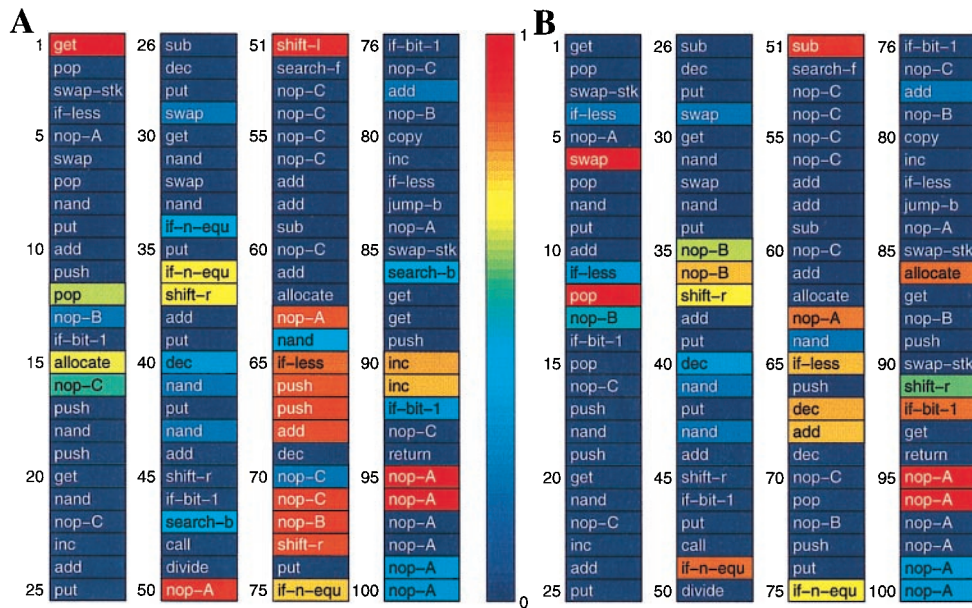 A
1 get
pop
swap-stk
if-less
5 nop-A
swap
pop
nand
put
10 add
push
pop
nop-B
if-bit-1
15 allocate
nop-C
push
nand
push
20 get
nand
nop-C
inc
add
25 put
26 sub
dec
put
swap
30 get
nand
swap
nand
if-n-equ
35 put
if-n-equ
shift-r
add
put
40 dec
nand
put
nand
add
45 shift-r
if-bit-1
search-b
call
divide
50 nop-A
51 shift-l
search-f
nop-C
nop-C
55 nop-C
nop-C
add
add
sub
60 nop-C
add
allocate
nop-A
nand
65 if-less
push
push
add
dec
70 nop-C
nop-C
nop-B
shift-r
put
75 if-n-equ
76 if-bit-1
nop-C
add
nop-B
80 copy
inc
if-less
jump-b
nop-A
85 swap-stk
search-b
get
get
push
90 inc
inc
if-bit-1
nop-C
return
95 nop-A
nop-A
nop-A
nop-A
nop-A
100 nop-A
1
0
B
1 get
pop
swap-stk
if-less
5 nop-A
swap
pop
nand
put
10 add
if-less
pop
nop-B
if-bit-1
15 pop
nop-C
push
nand
push
20 get
nand
nop-C
inc
add
25 put
26 sub
dec
put
swap
30 get
nand
swap
nand
put
35 nop-B
nop-B
shift-r
add
put
40 dec
nand
put
nand
add
45 shift-r
if-bit-1
put
call
if-n-equ
50 divide
51 sub
search-f
nop-C
nop-C
55 nop-C
nop-C
add
add
sub
60 nop-C
add
allocate
nop-A
nand
65 if-less
push
dec
add
dec
70 nop-C
pop
nop-B
push
put
75 if-n-equ
76 if-bit-1
nop-C
add
nop-B
80 copy
inc
if-less
jump-b
nop-A
85 swap-stk
allocate
get
nop-B
push
90 swap-stk
shift-r
if-bit-1
get
return
95 nop-A
nop-A
nop-A
nop-A
nop-A
100 nop-A